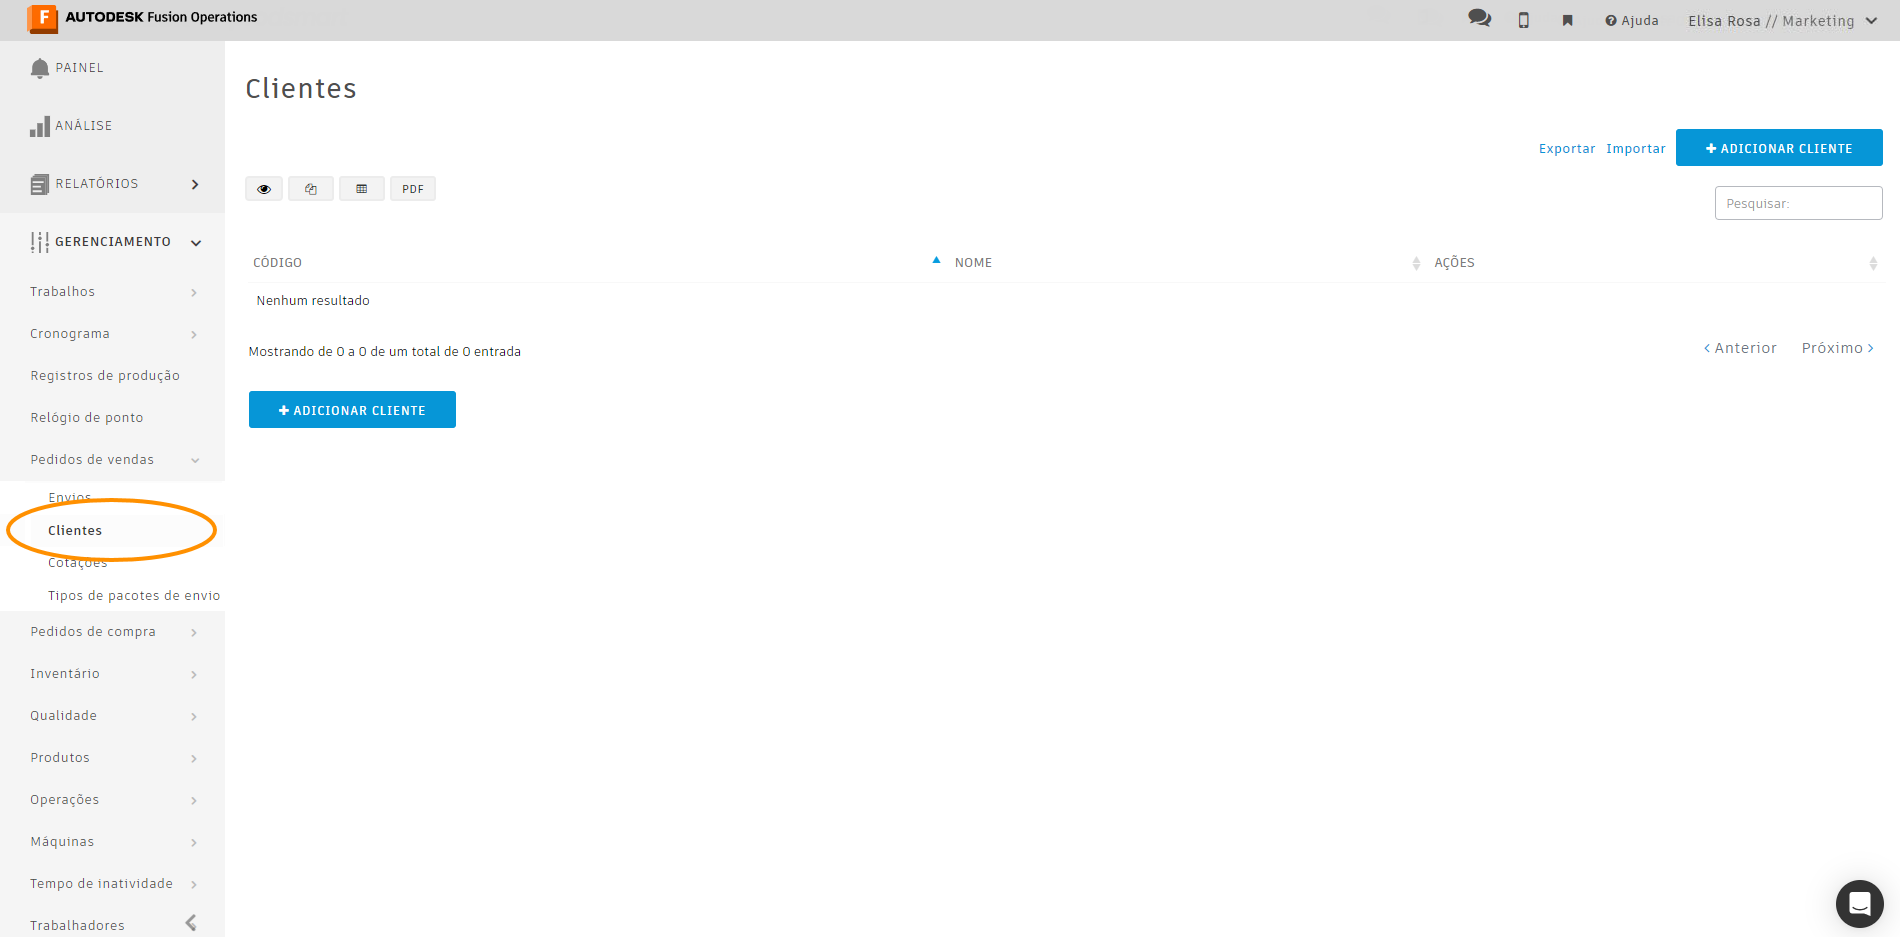 F AUTODESK Fusion Operations
Ajuda
Elisa Rosa // Marketing
PAINEL
ANÁLISE
RELATÓRIOS
GERENCIAMENTO
Trabalhos
Cronograma
Registros de produção
Relógio de ponto
Pedidos de vendas
Envios
Clientes
Cotações
Tipos de pacotes de envio
Pedidos de compra
Inventário
Qualidade
Produtos
Operações
Máquinas
Tempo de inatividade
Trabalhadores
Clientes
Exportar Importar + ADICIONAR CLIENTE
PDF
Pesquisar:
CÓDIGO NOME AÇÕES
Nenhum resultado
Mostrando de 0 a 0 de um total de 0 entrada
Anterior Próximo
+ ADICIONAR CLIENTE